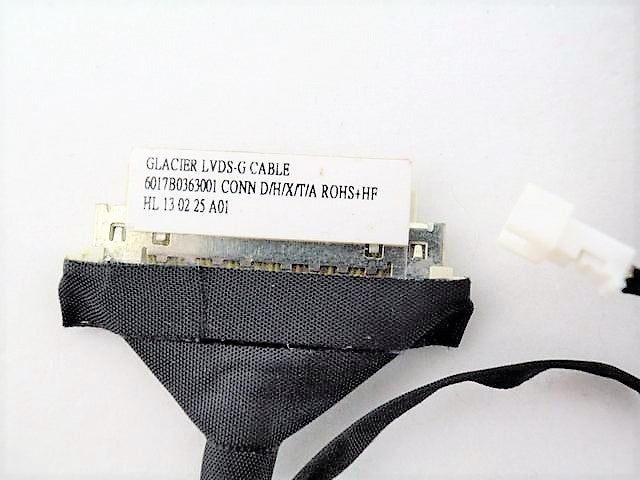 GLACIER LVDS-G CABLE
6017B0363001 CONN D/H/X/T/A ROHS+HF
HL 13 02 25 A01